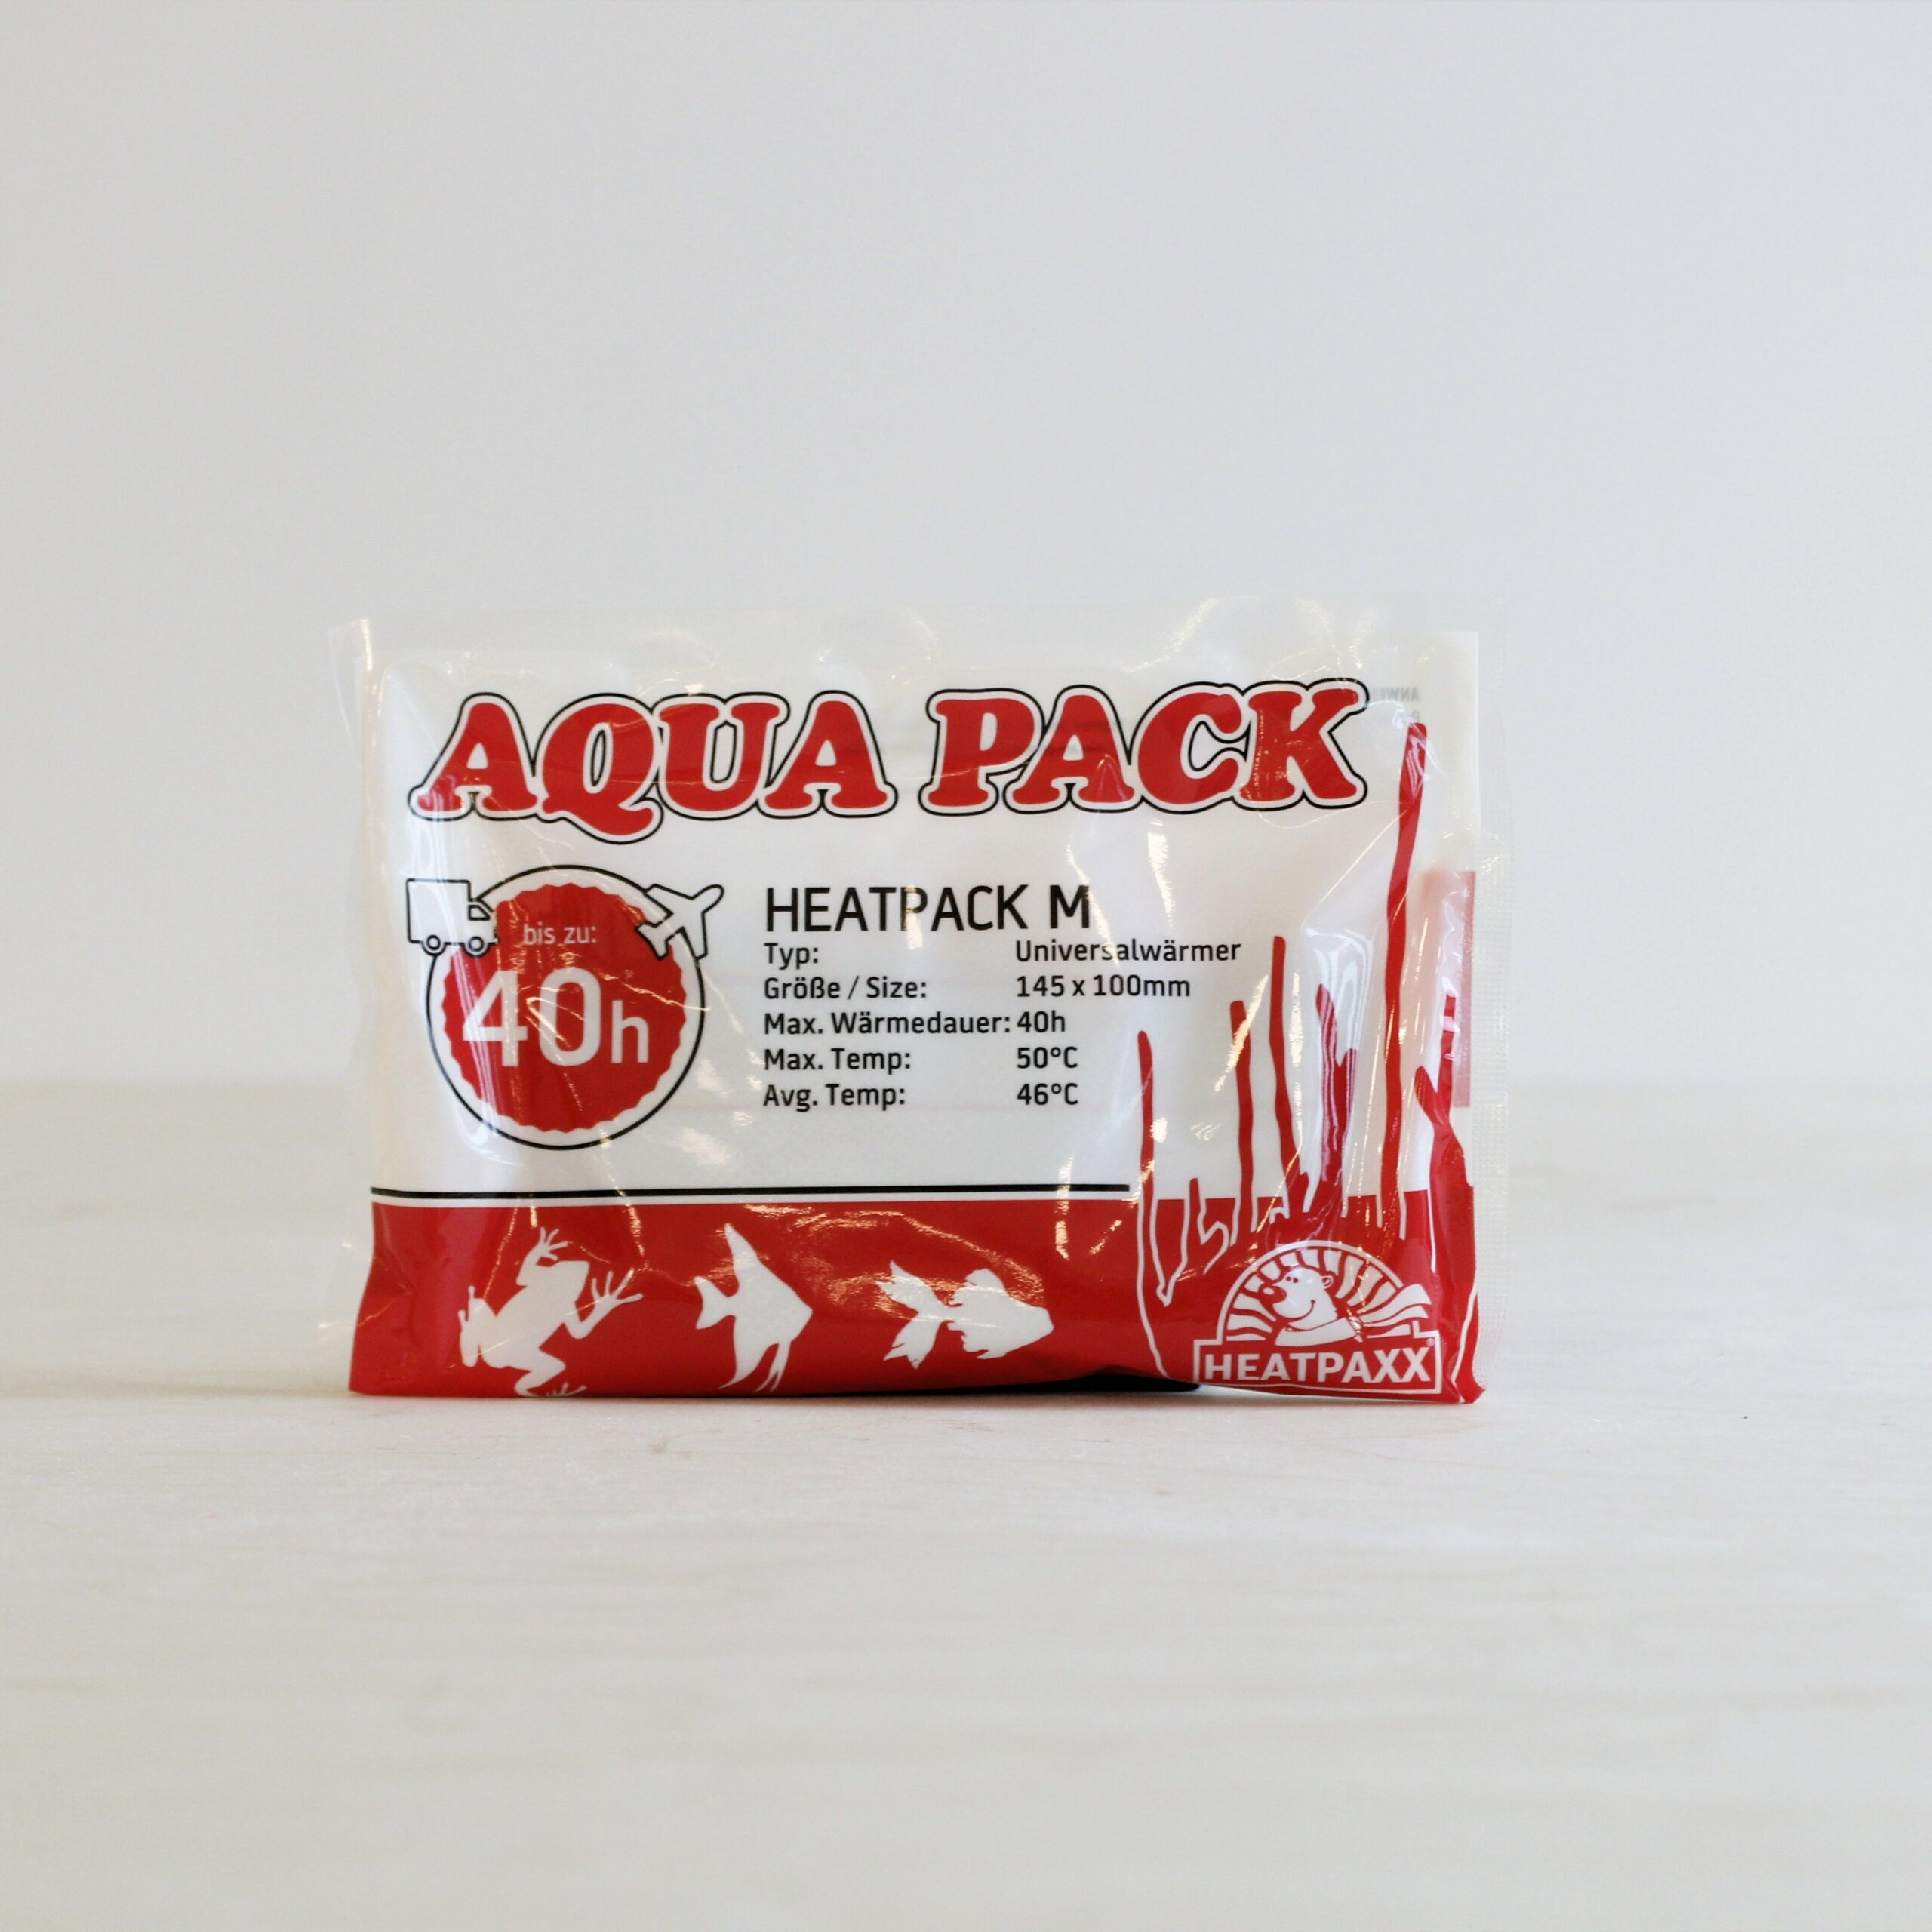 AQUA PACK
bis zu:
40h
HEATPACK M
Typ: Universalwärmer
Größe / Size: 145 x 100mm
Max. Wärmedauer: 40h
Max. Temp: 50°C
Avg. Temp: 46°C
HEATPAXX